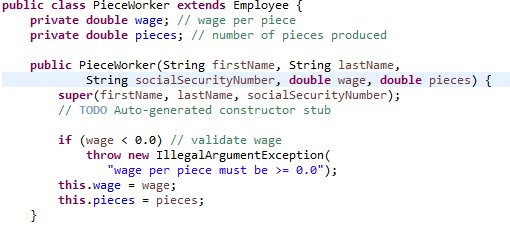 public class PieceWorker extends Employee {
    private double wage; // wage per piece
    private double pieces; // number of pieces produced

    public PieceWorker(String firstName, String lastName,
            String socialSecurityNumber, double wage, double pieces) {
        super(firstName, lastName, socialSecurityNumber);
        // TODO Auto-generated constructor stub

        if (wage < 0.0) // validate wage
            throw new IllegalArgumentException(
               "wage per piece must be >= 0.0");
        this.wage = wage;
        this.pieces = pieces;
    }